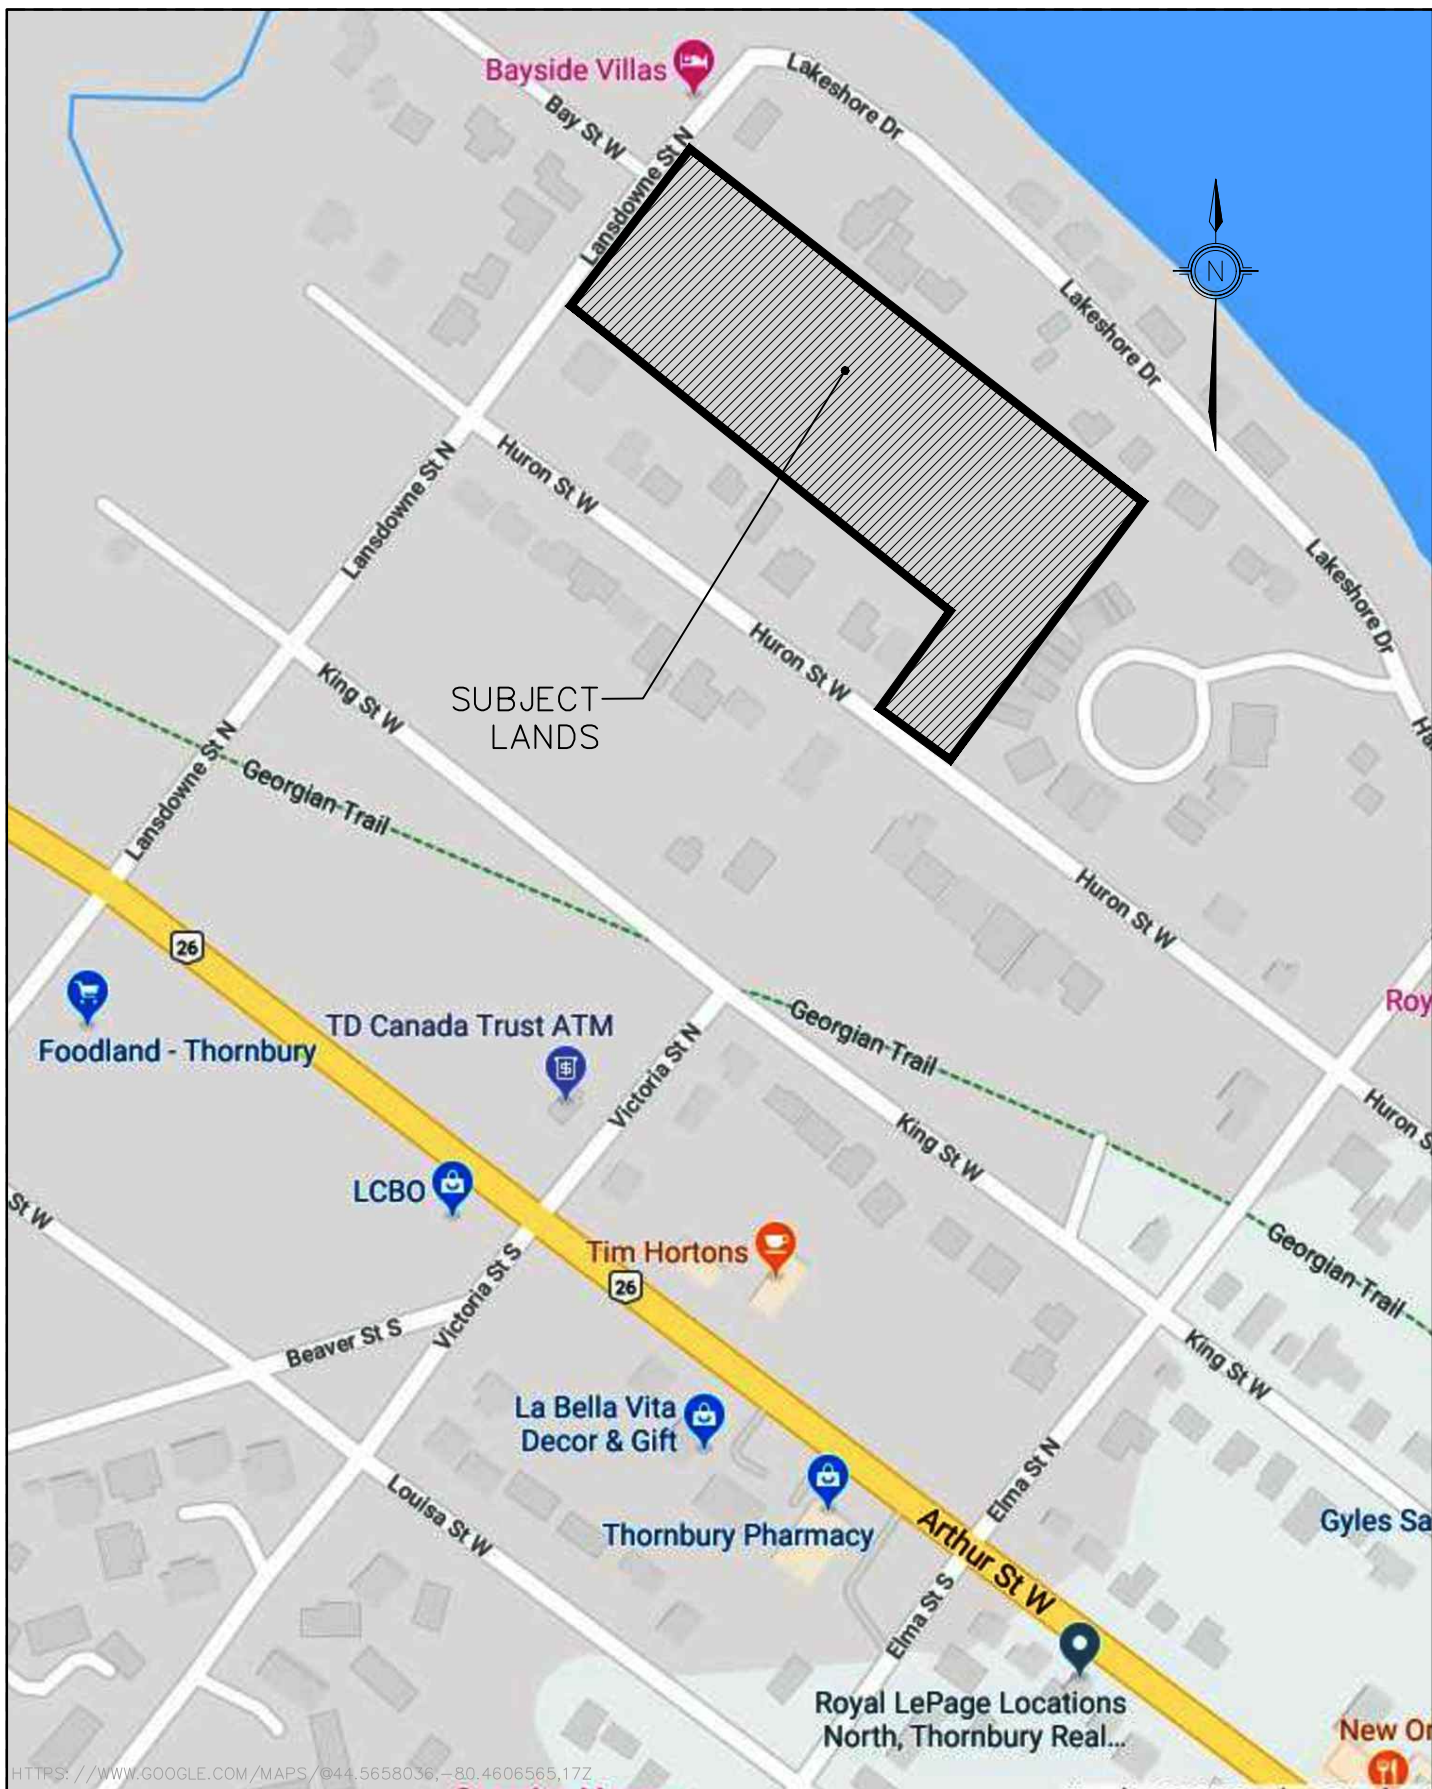 Bayside Villas
Lakeshore Dr
Bay St W
Lansdowne St N
N
Lakeshore Dr
Huron St W
Lansdowne St N
Lakeshore Dr
Huron St W
King St W
SUBJECT
LANDS
Ha
Lansdowne St N
Georgian Trail
Huron St W
26
Roy
Foodland - Thornbury
TD Canada Trust ATM
Georgian Trail
Victoria St N
Huron S
King St W
LCBO
St W
Tim Hortons
26
Georgian Trail
Victoria St S
Beaver St S
King St W
La Bella Vita
Decor & Gift
Elma St N
Louisa St W
Thornbury Pharmacy
Gyles Sa
Arthur St W
Elma St S
Royal LePage Locations
North, Thornbury Real...
New Or
HTTPS://WWW.GOOGLE.COM/MAPS/@44.5658036,-80.4606565,17Z